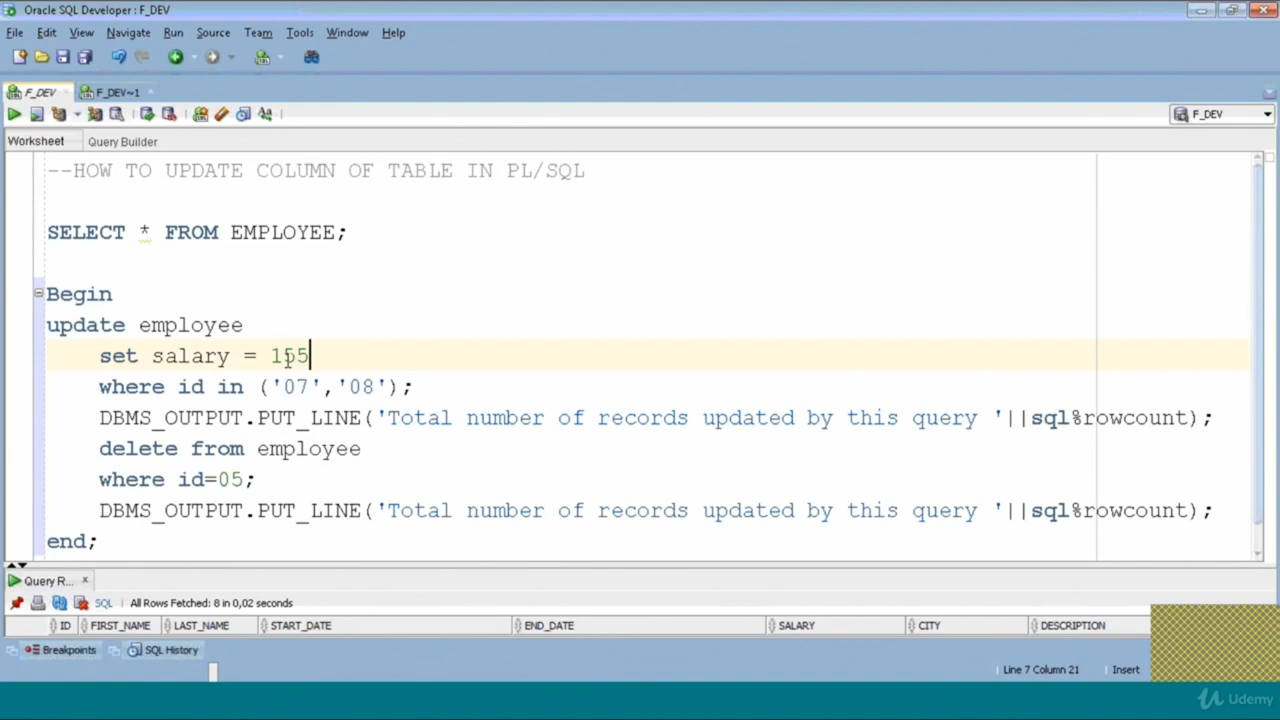 Oracle SQL Developer : F_DEV
File Edit View Navigate Run Source Team Tools Window Help
F_DEV F_DEV~1
F_DEV
Worksheet Query Builder
--HOW TO UPDATE COLUMN OF TABLE IN PL/SQL
SELECT * FROM EMPLOYEE;
Begin
update employee
set salary = 155
where id in ('07','08');
DBMS_OUTPUT.PUT_LINE('Total number of records updated by this query '||sql%rowcount);
delete from employee
where id=05;
DBMS_OUTPUT.PUT_LINE('Total number of records updated by this query '||sql%rowcount);
end;
Query R... x
SQL All Rows Fetched: 8 in 0,02 seconds
ID FIRST_NAME LAST_NAME START_DATE END_DATE SALARY CITY DESCRIPTION
Breakpoints SQL History
Line 7 Column 21 Insert
Udemy